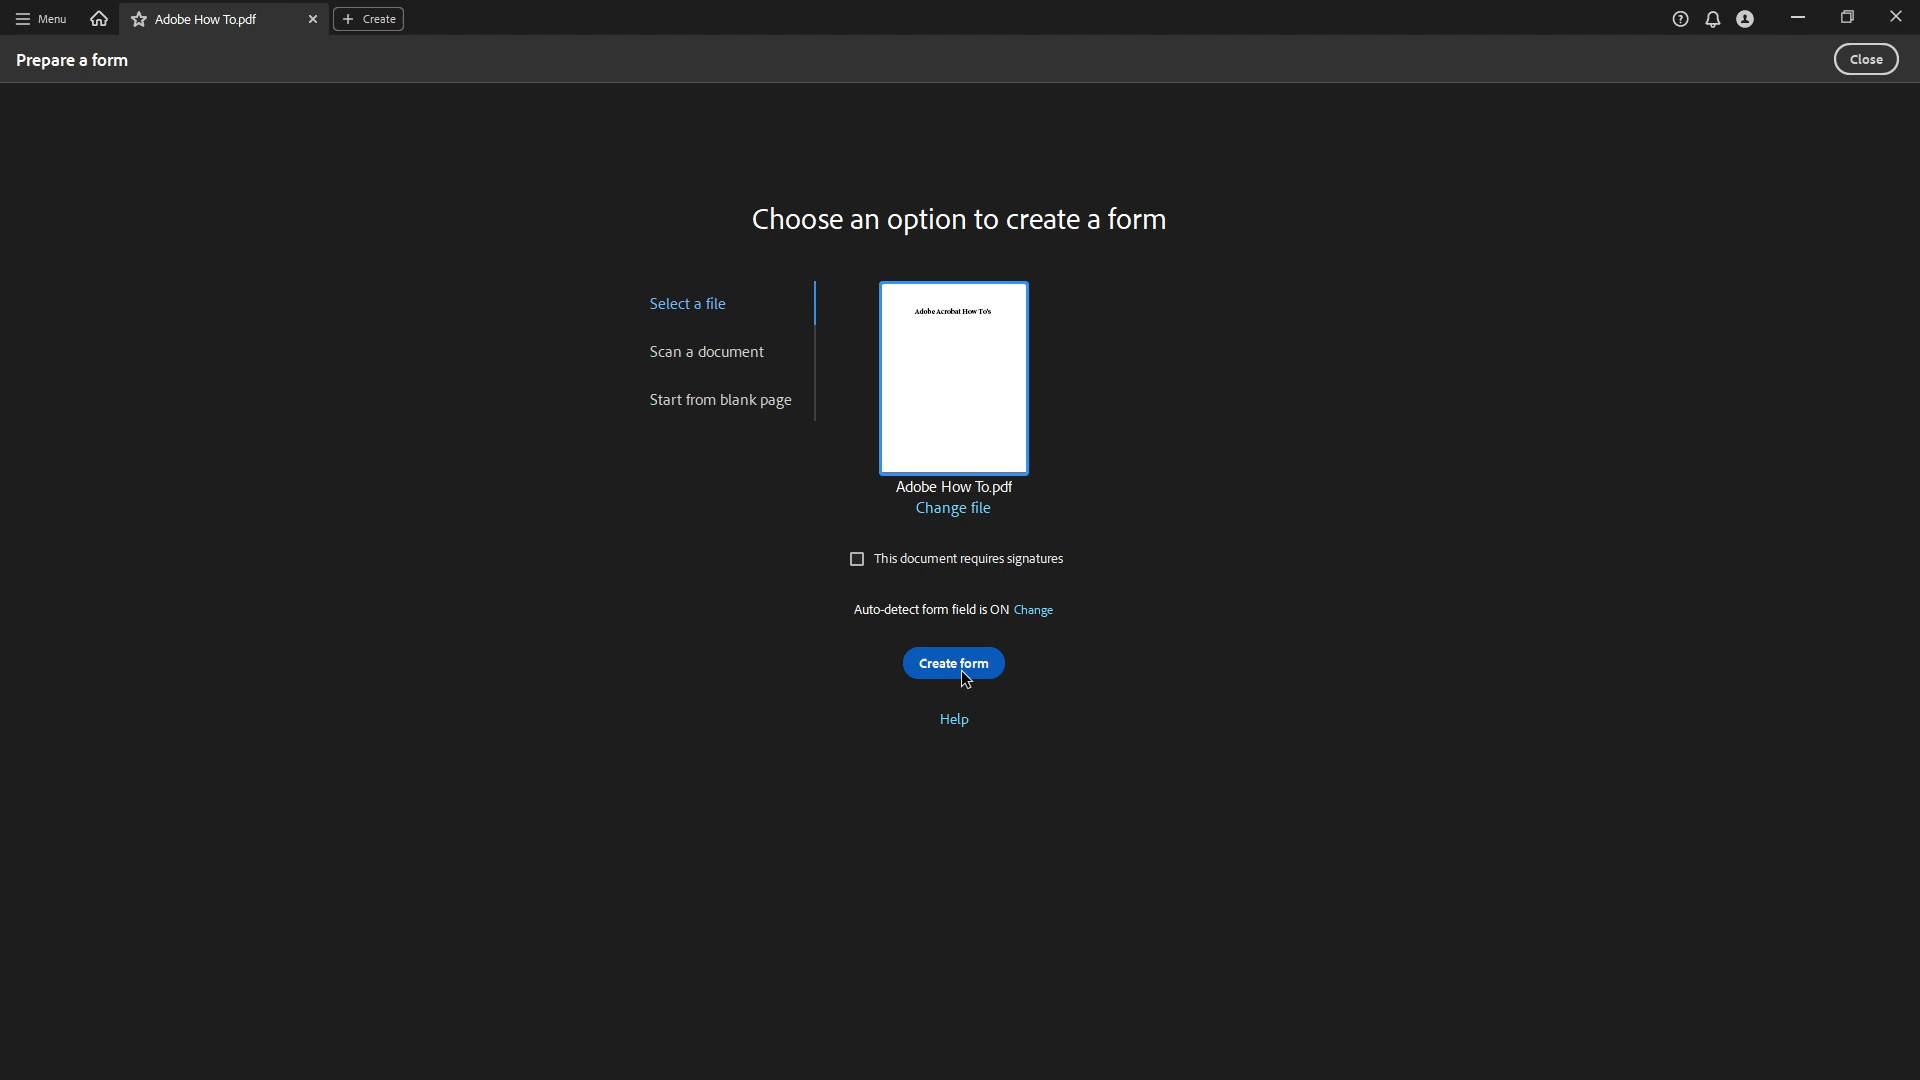 Menu
Adobe How To.pdf
Create
Prepare a form
Close
Choose an option to create a form
Select a file
Scan a document
Start from blank page
Adobe Acrobat How To's
Adobe How To.pdf
Change file
This document requires signatures
Auto-detect form field is ON Change
Create form
Help